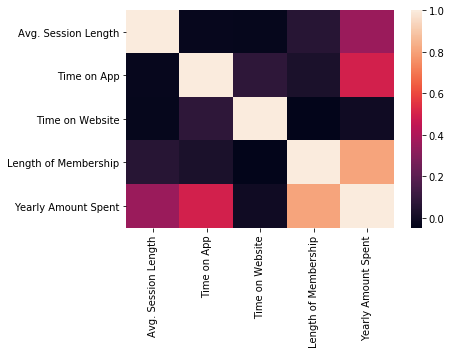 Avg. Session Length
Time on App
Time on Website
Length of Membership
Yearly Amount Spent
Avg. Session Length
Time on App
Time on Website
Length of Membership
Yearly Amount Spent
1.0
0.8
0.6
0.4
0.2
0.0